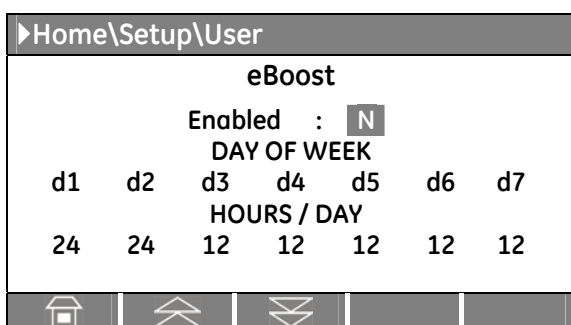 Home\Setup\User
eBoost
Enabled : N
DAY OF WEEK
d1 d2 d3 d4 d5 d6 d7
HOURS / DAY
24 24 12 12 12 12 12